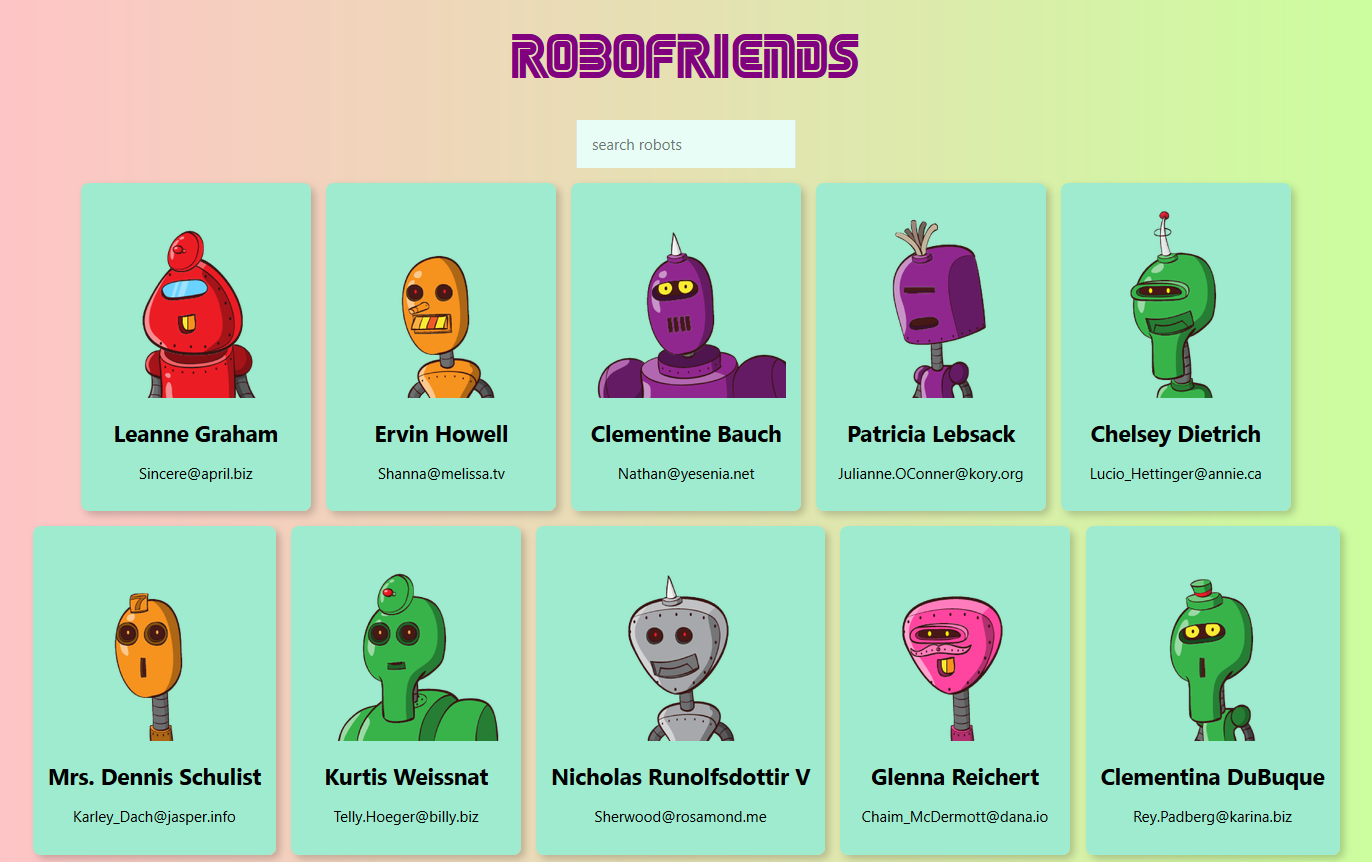 ROBOFRIENDS
search robots
Leanne Graham
Sincere@april.biz
Ervin Howell
Shanna@melissa.tv
Clementine Bauch
Nathan@yesenia.net
Patricia Lebsack
Julianne.OConner@kory.org
Chelsey Dietrich
Lucio_Hettinger@annie.ca
7
Mrs. Dennis Schulist
Karley_Dach@jasper.info
Kurtis Weissnat
Telly.Hoeger@billy.biz
Nicholas Runolfsdottir V
Sherwood@rosamond.me
Glenna Reichert
Chaim_McDermott@dana.io
Clementina DuBuque
Rey.Padberg@karina.biz